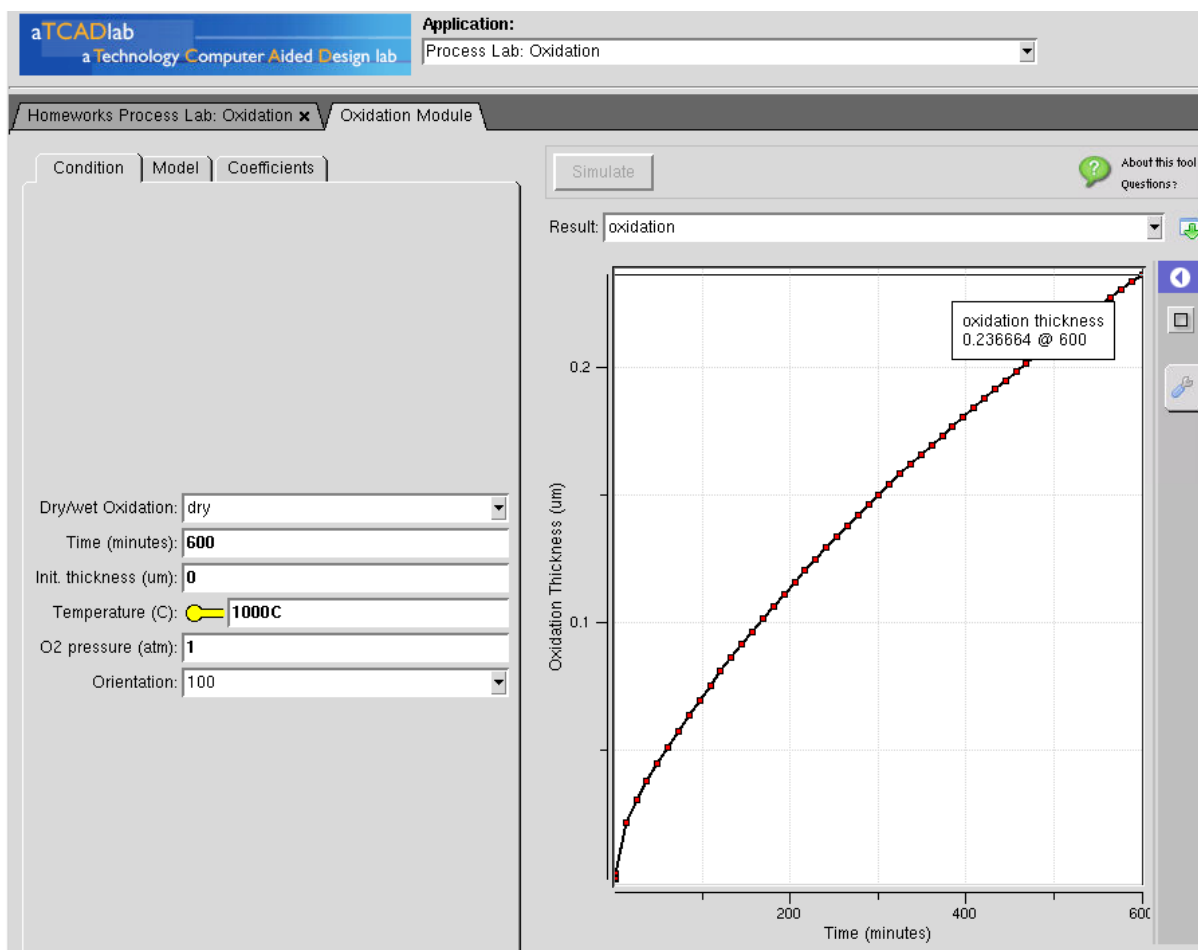 aTCADlab
a Technology Computer Aided Design lab
Application:
Process Lab: Oxidation
Homeworks Process Lab: Oxidation ×
Oxidation Module
Condition
Model
Coefficients
Dry/wet Oxidation: dry
Time (minutes): 600
Init. thickness (um): 0
Temperature (C): 1000C
O2 pressure (atm): 1
Orientation: 100
Simulate
?
About this tool
Questions?
Result: oxidation
oxidation thickness
0.236664 @ 600
0.2
0.1
Oxidation Thickness (um)
200
400
600
Time (minutes)